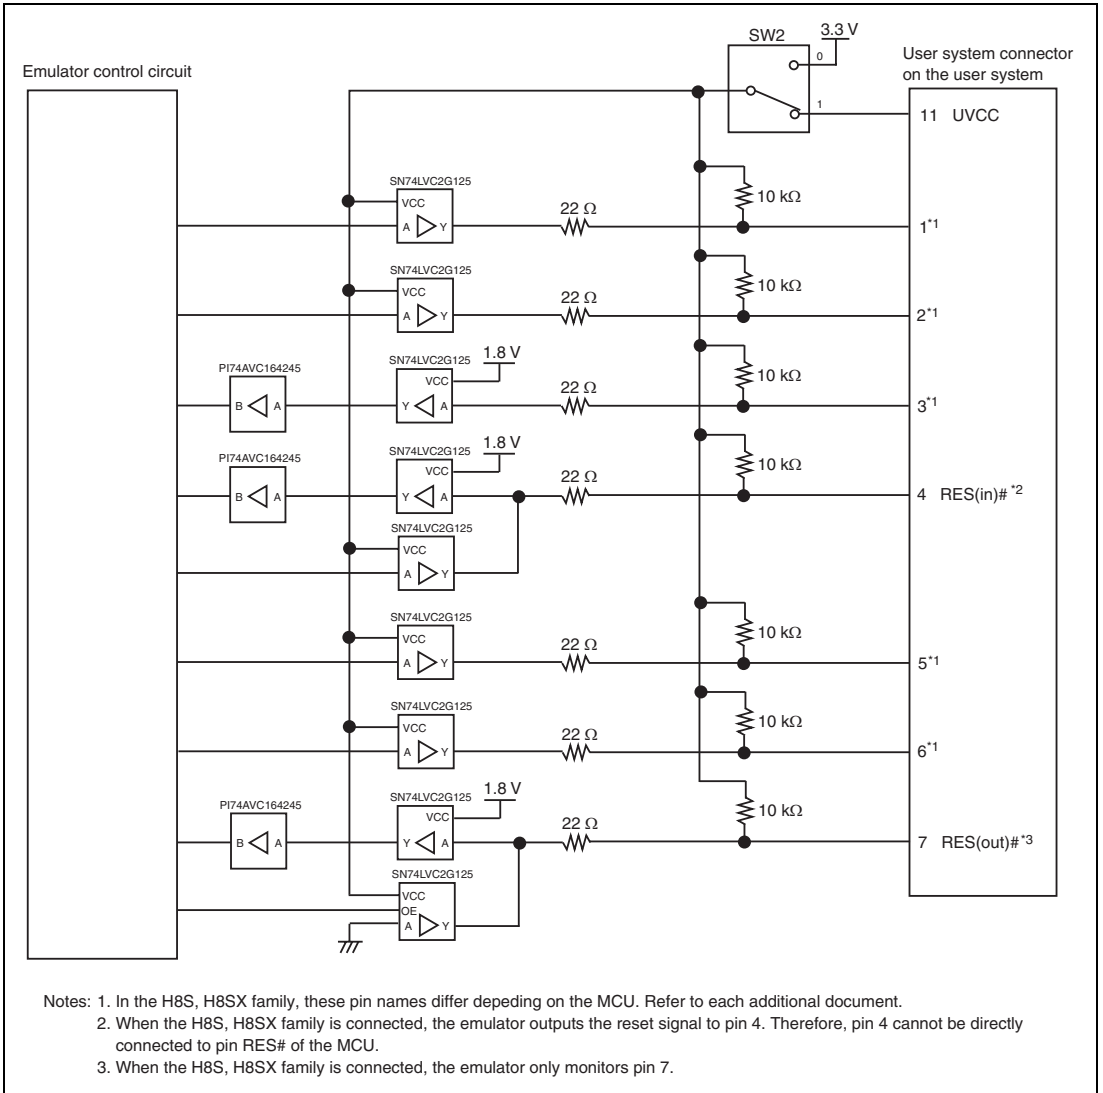 SW2
3.3 V
0
1
Emulator control circuit
User system connector
on the user system
11 UVCC
SN74LVC2G125
VCC
A Y
22 Ω
10 kΩ
1*1
SN74LVC2G125
VCC
A Y
22 Ω
10 kΩ
2*1
PI74AVC164245
B A
SN74LVC2G125
1.8 V
VCC
Y A
22 Ω
10 kΩ
3*1
PI74AVC164245
B A
SN74LVC2G125
1.8 V
VCC
Y A
22 Ω
10 kΩ
4 RES(in)# *2
SN74LVC2G125
VCC
A Y
SN74LVC2G125
VCC
A Y
22 Ω
10 kΩ
5*1
SN74LVC2G125
VCC
A Y
22 Ω
10 kΩ
6*1
PI74AVC164245
B A
SN74LVC2G125
1.8 V
VCC
Y A
22 Ω
10 kΩ
7 RES(out)#*3
SN74LVC2G125
VCC
OE
A Y
Notes: 1. In the H8S, H8SX family, these pin names differ depeding on the MCU. Refer to each additional document.
2. When the H8S, H8SX family is connected, the emulator outputs the reset signal to pin 4. Therefore, pin 4 cannot be directly
connected to pin RES# of the MCU.
3. When the H8S, H8SX family is connected, the emulator only monitors pin 7.